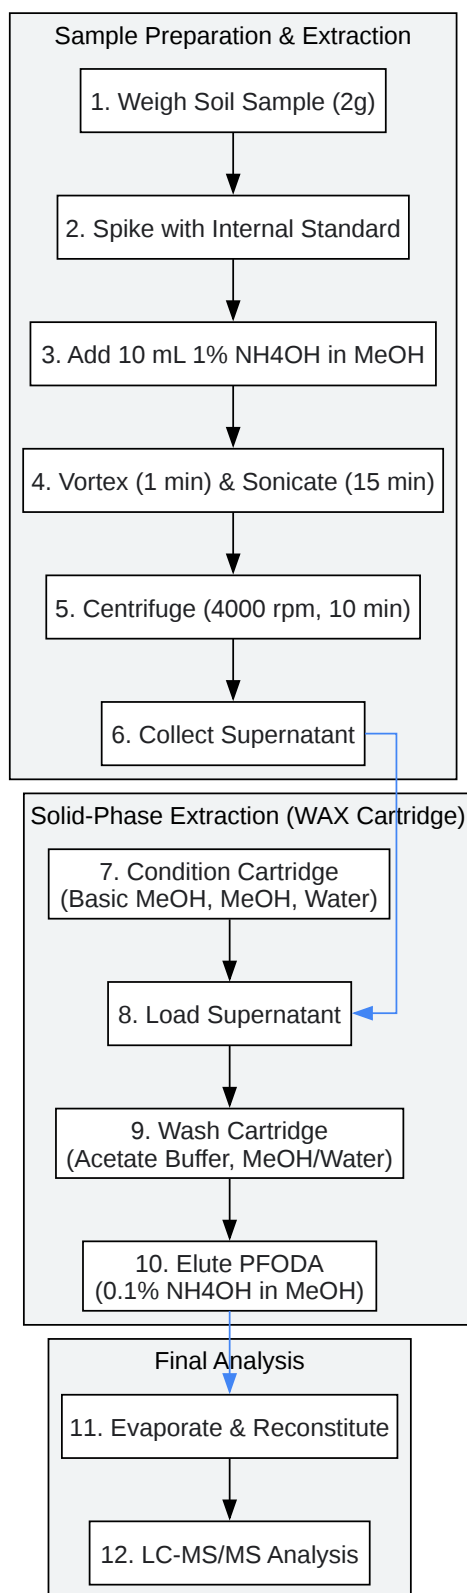 Sample Preparation & Extraction
1. Weigh Soil Sample (2g)
2. Spike with Internal Standard
3. Add 10 mL 1% NH4OH in MeOH
4. Vortex (1 min) & Sonicate (15 min)
5. Centrifuge (4000 rpm, 10 min)
6. Collect Supernatant
Solid-Phase Extraction (WAX Cartridge)
7. Condition Cartridge
(Basic MeOH, MeOH, Water)
8. Load Supernatant
9. Wash Cartridge
(Acetate Buffer, MeOH/Water)
10. Elute PFODA
(0.1% NH4OH in MeOH)
Final Analysis
11. Evaporate & Reconstitute
12. LC-MS/MS Analysis